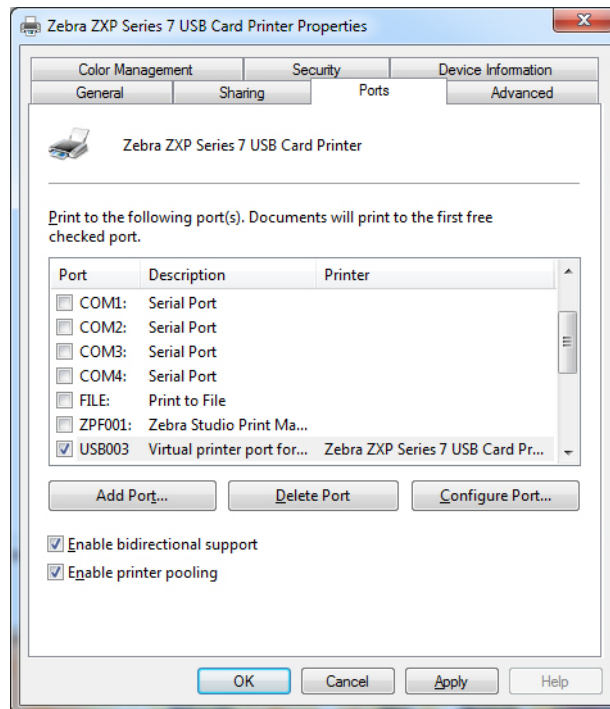 Zebra ZXP Series 7 USB Card Printer Properties
Color Management Security Device Information
General Sharing Ports Advanced
Zebra ZXP Series 7 USB Card Printer
Print to the following port(s). Documents will print to the first free
checked port.
Port Description Printer
COM1: Serial Port
COM2: Serial Port
COM3: Serial Port
COM4: Serial Port
FILE: Print to File
ZPF001: Zebra Studio Print Ma...
USB003 Virtual printer port for... Zebra ZXP Series 7 USB Card Pr...
Add Port... Delete Port Configure Port...
Enable bidirectional support
Enable printer pooling
OK Cancel Apply Help